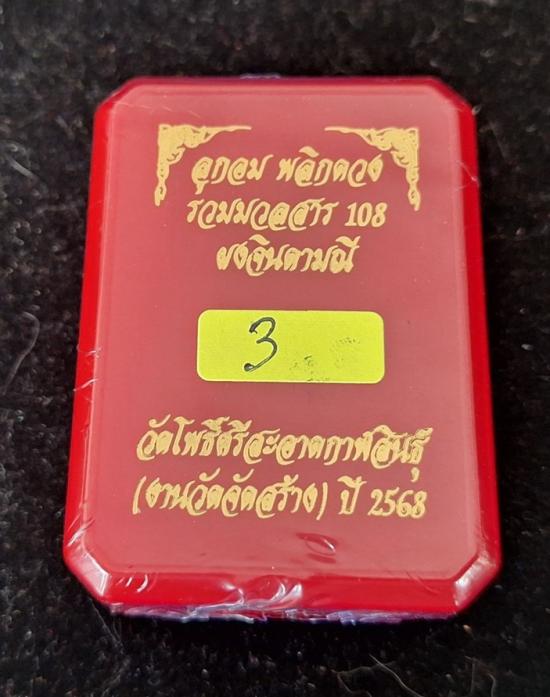 ลูกอม พลิกดวง
รวมมวลสาร 108
ผงจินดามณี
3
วัดโพธิ์ศรีสะอาดกาฬสินธุ์
(งานวัดจัดสร้าง) ปี 2568